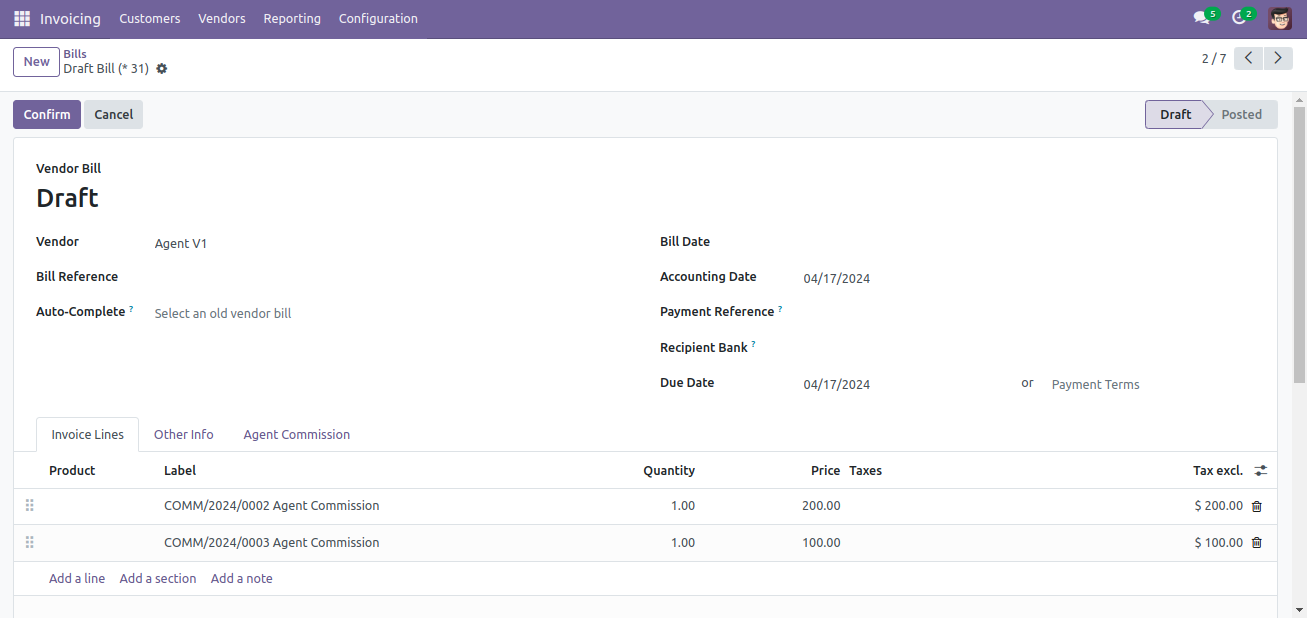 Invoicing Customers Vendors Reporting Configuration 5 2
New Bills
Draft Bill (* 31) 2 / 7
Confirm Cancel Draft Posted
Vendor Bill
Draft
Vendor Agent V1 Bill Date
Bill Reference Accounting Date 04/17/2024
Auto-Complete ? Select an old vendor bill Payment Reference ?
Recipient Bank ?
Due Date 04/17/2024 or Payment Terms
Invoice Lines Other Info Agent Commission
Product Label Quantity Price Taxes Tax excl.
COMM/2024/0002 Agent Commission 1.00 200.00 $ 200.00
COMM/2024/0003 Agent Commission 1.00 100.00 $ 100.00
Add a line Add a section Add a note